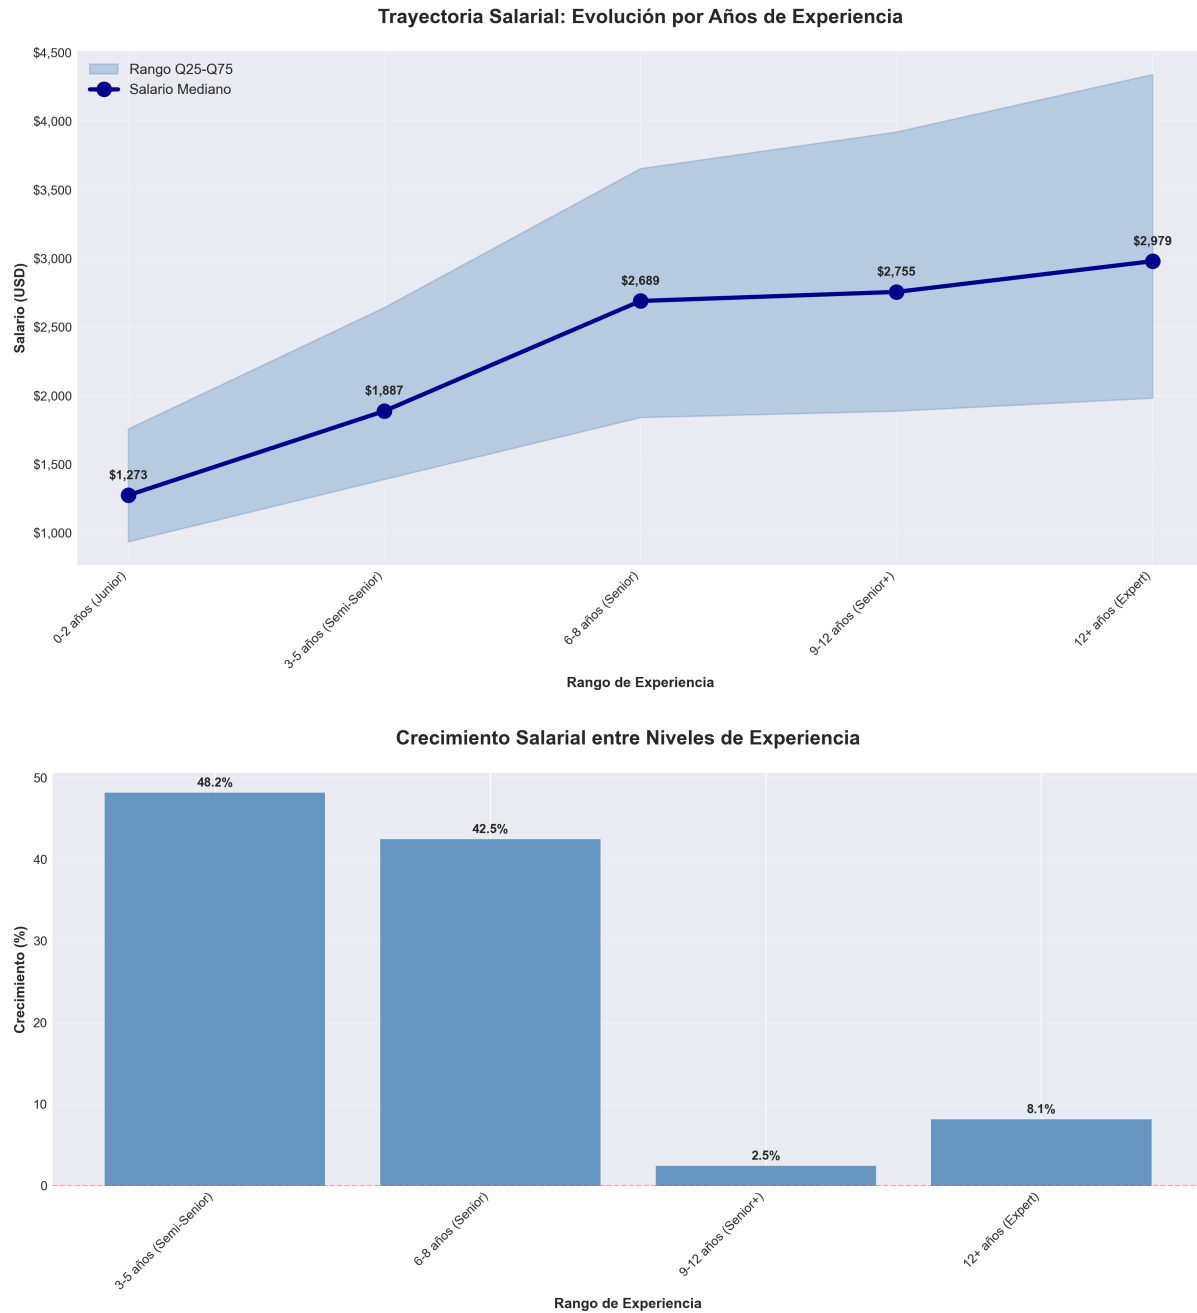 Trayectoria Salarial: Evolución por Años de Experiencia
$4,500
Rango Q25-Q75
Salario Mediano
$4,000
$3,500
$3,000
$2,500
$2,000
$1,500
$1,000
Salario (USD)
$1,273
$1,887
$2,689
$2,755
$2,979
0-2 años (Junior)
3-5 años (Semi-Senior)
6-8 años (Senior)
9-12 años (Senior+)
12+ años (Expert)
Rango de Experiencia
Crecimiento Salarial entre Niveles de Experiencia
50
40
30
20
10
0
Crecimiento (%)
48.2%
42.5%
2.5%
8.1%
3-5 años (Semi-Senior)
6-8 años (Senior)
9-12 años (Senior+)
12+ años (Expert)
Rango de Experiencia